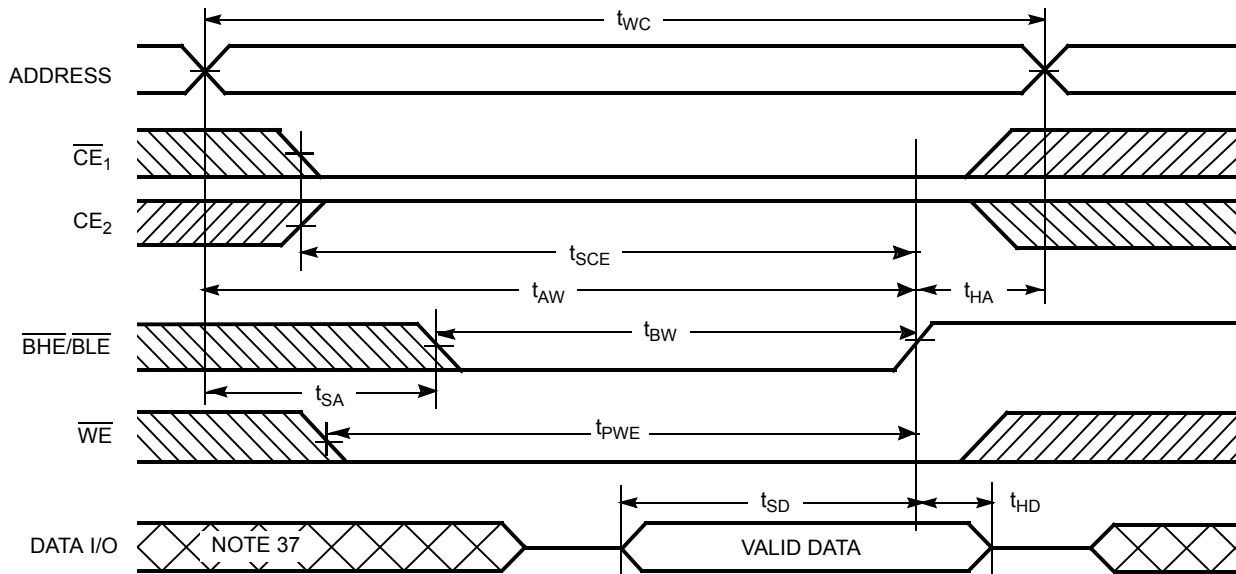 tWC
ADDRESS
CE1
CE2
tSCE
tAW
tHA
BHE/BLE
tBW
tSA
WE
tPWE
tSD
tHD
DATA I/O
NOTE 37
VALID DATA